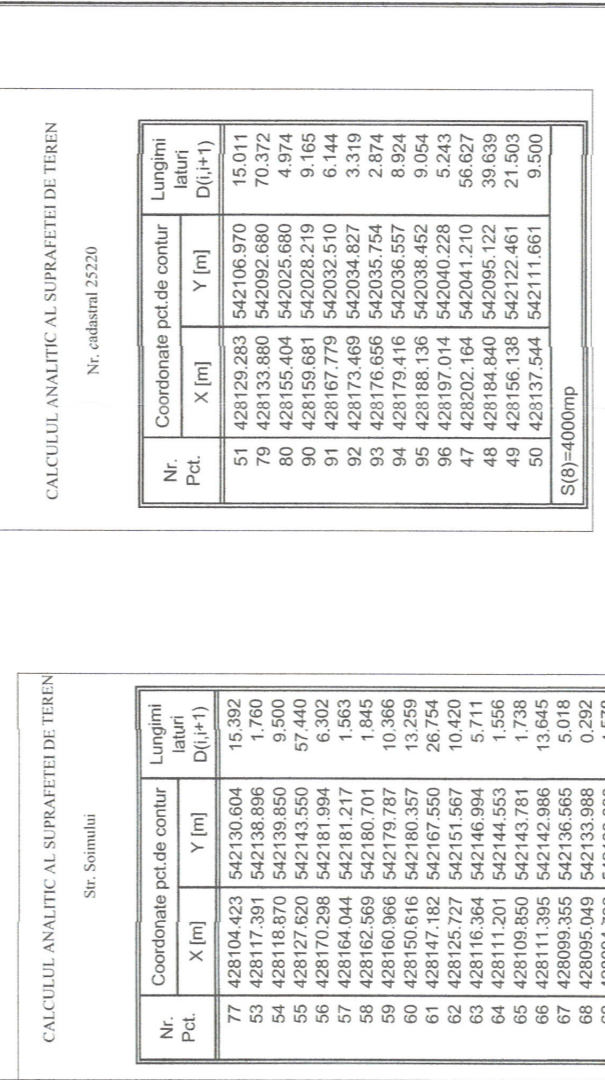 CALCULUL ANALITIC AL SUPRAFETEI DE TEREN
Str. Soimului
Nr. Pct. Coordonate pct.de contur Lungimi laturi D(i,i+1)
X [m] Y [m]
77 428104.423 542130.604 15.392
53 428117.391 542138.896 1.760
54 428118.870 542139.850 9.500
55 428127.620 542143.550 57.440
56 428170.298 542181.994 6.302
57 428164.044 542181.217 1.563
58 428162.569 542180.701 1.845
59 428160.966 542179.787 10.366
60 428150.616 542180.357 13.259
61 428147.182 542167.550 26.754
62 428125.727 542151.567 10.420
63 428116.364 542146.994 5.711
64 428111.201 542144.553 1.556
65 428109.850 542143.781 1.738
66 428111.395 542142.986 13.645
67 428099.355 542136.565 5.018
68 428095.049 542133.988 0.292
CALCULUL ANALITIC AL SUPRAFETEI DE TEREN
Nr. cadastral 25220
Nr. Pct. Coordonate pct.de contur Lungimi laturi D(i,i+1)
X [m] Y [m]
51 428129.283 542106.970 15.011
79 428133.880 542092.680 70.372
80 428155.404 542025.680 4.974
90 428159.681 542028.219 9.165
91 428167.779 542032.510 6.144
92 428173.469 542034.827 3.319
93 428176.656 542035.754 2.874
94 428179.416 542036.557 8.924
95 428188.136 542038.452 9.054
96 428197.014 542040.228 5.243
47 428202.164 542041.210 56.627
48 428184.840 542095.122 39.639
49 428156.138 542122.461 21.503
50 428137.544 542111.661 9.500
S(8)=4000mp